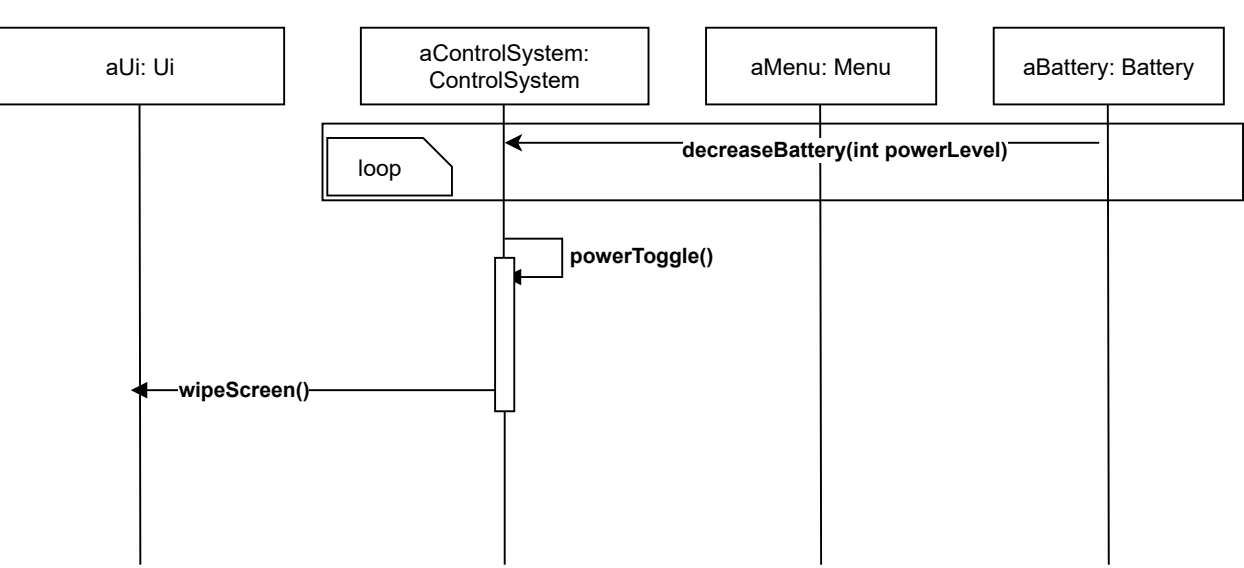 aUi: Ui
aControlSystem:
ControlSystem
aMenu: Menu
aBattery: Battery
decreaseBattery(int powerLevel)
loop
powerToggle()
wipeScreen()